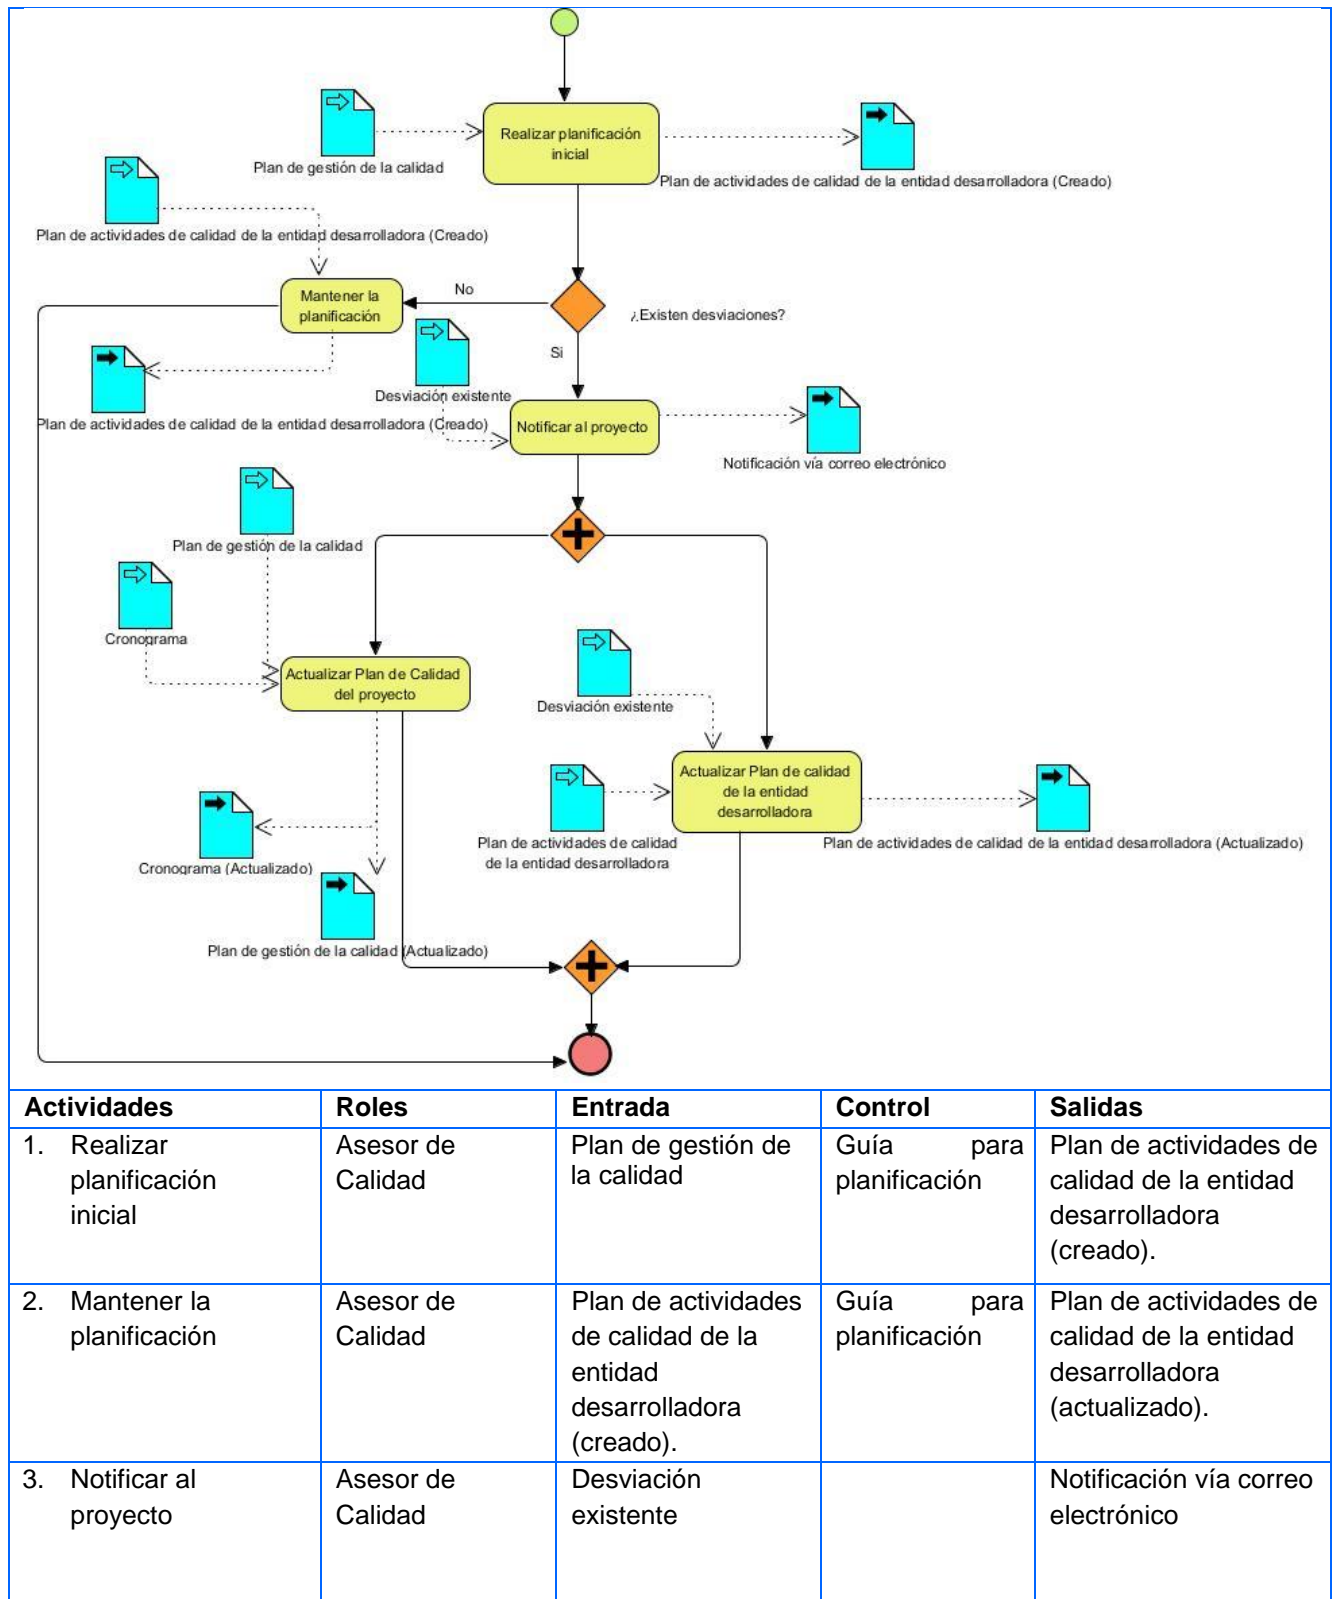 Realizar planificación
inicial
Plan de gestión de la calidad
Plan de actividades de calidad de la entidad desarrolladora (Creado)
Plan de actividades de calidad de la entidad desarrolladora (Creado)
Mantener la
planificación
No
¿Existen desviaciones?
Si
Desviación existente
Plan de actividades de calidad de la entidad desarrolladora (Creado)
Notificar al proyecto
Notificación vía correo electrónico
Plan de gestión de la calidad
Cronograma
Actualizar Plan de Calidad
del proyecto
Desviación existente
Actualizar Plan de calidad
de la entidad
desarrolladora
Plan de actividades de calidad
de la entidad desarrolladora
Plan de actividades de calidad de la entidad desarrolladora (Actualizado)
Cronograma (Actualizado)
Plan de gestión de la calidad (Actualizado)
Actividades Roles Entrada Control Salidas
1. Realizar
planificación
inicial
Asesor de
Calidad
Plan de gestión de
la calidad
Guía para
planificación
Plan de actividades de
calidad de la entidad
desarrolladora
(creado).
2. Mantener la
planificación
Asesor de
Calidad
Plan de actividades
de calidad de la
entidad
desarrolladora
(creado).
Guía para
planificación
Plan de actividades de
calidad de la entidad
desarrolladora
(actualizado).
3. Notificar al
proyecto
Asesor de
Calidad
Desviación
existente
Notificación vía correo
electrónico